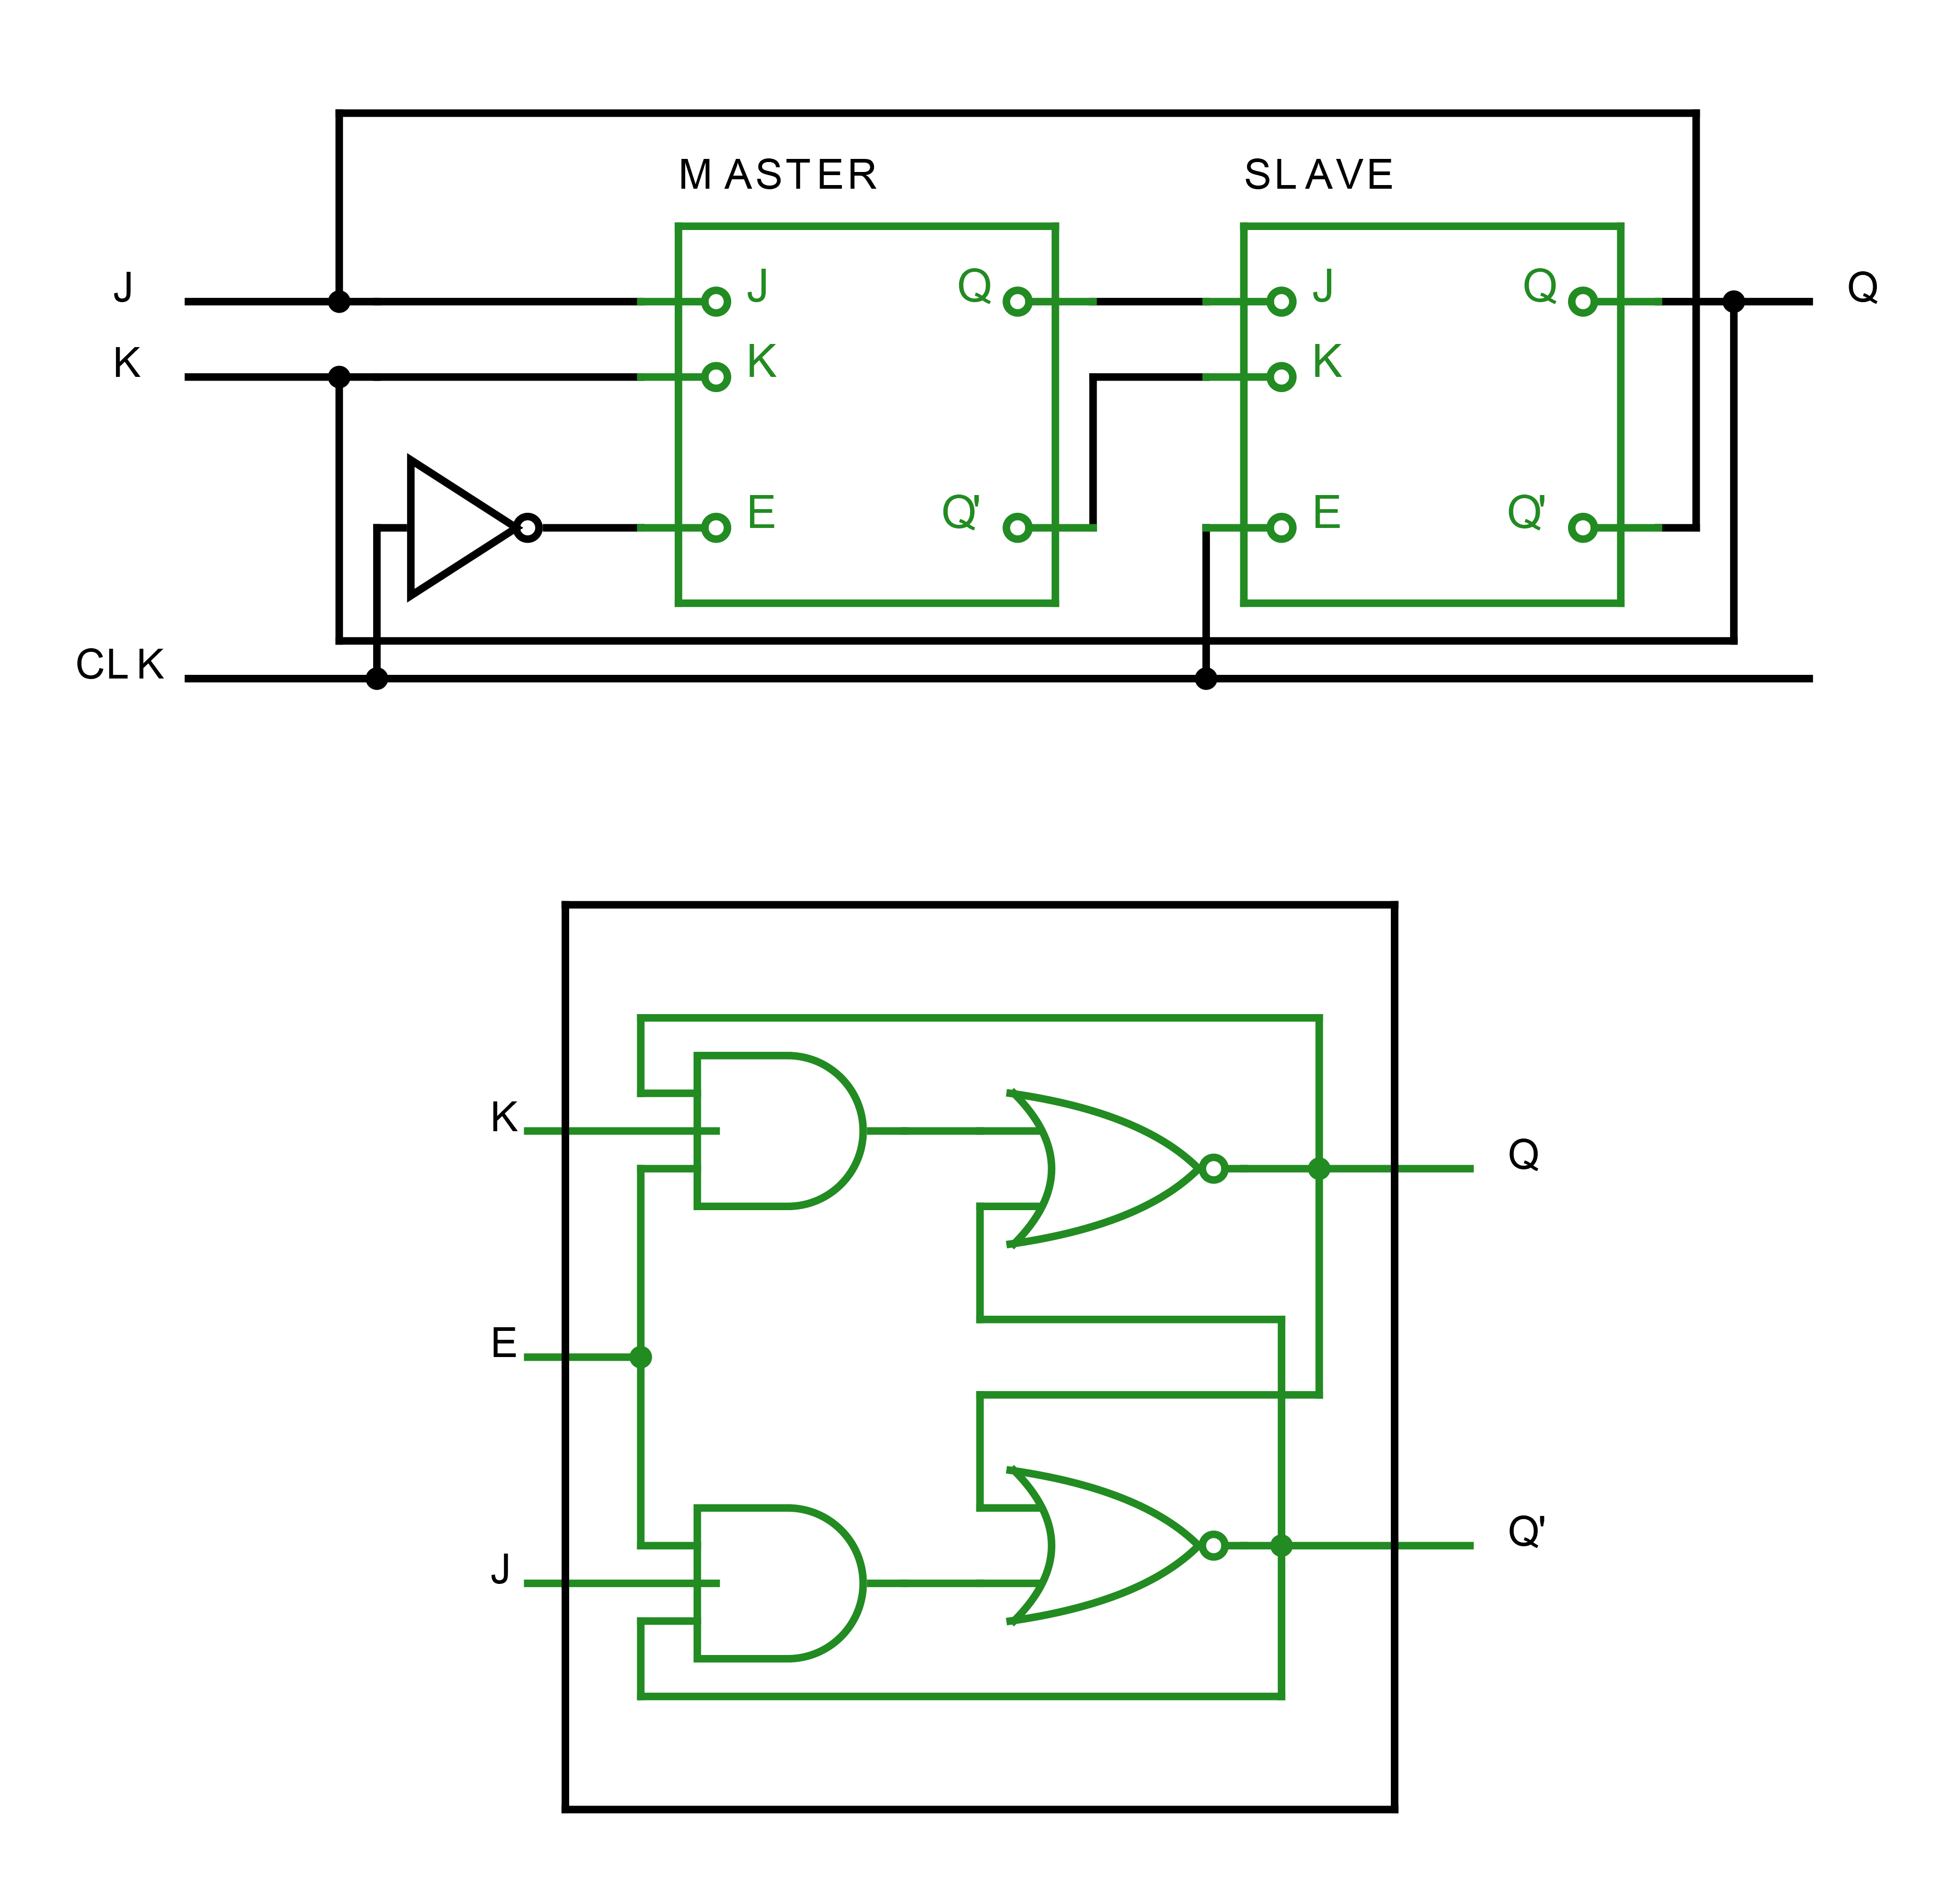 MASTER SLAVE
J J Q J Q Q
K K K
E Q' E Q'
CLK
K Q
E
J Q'